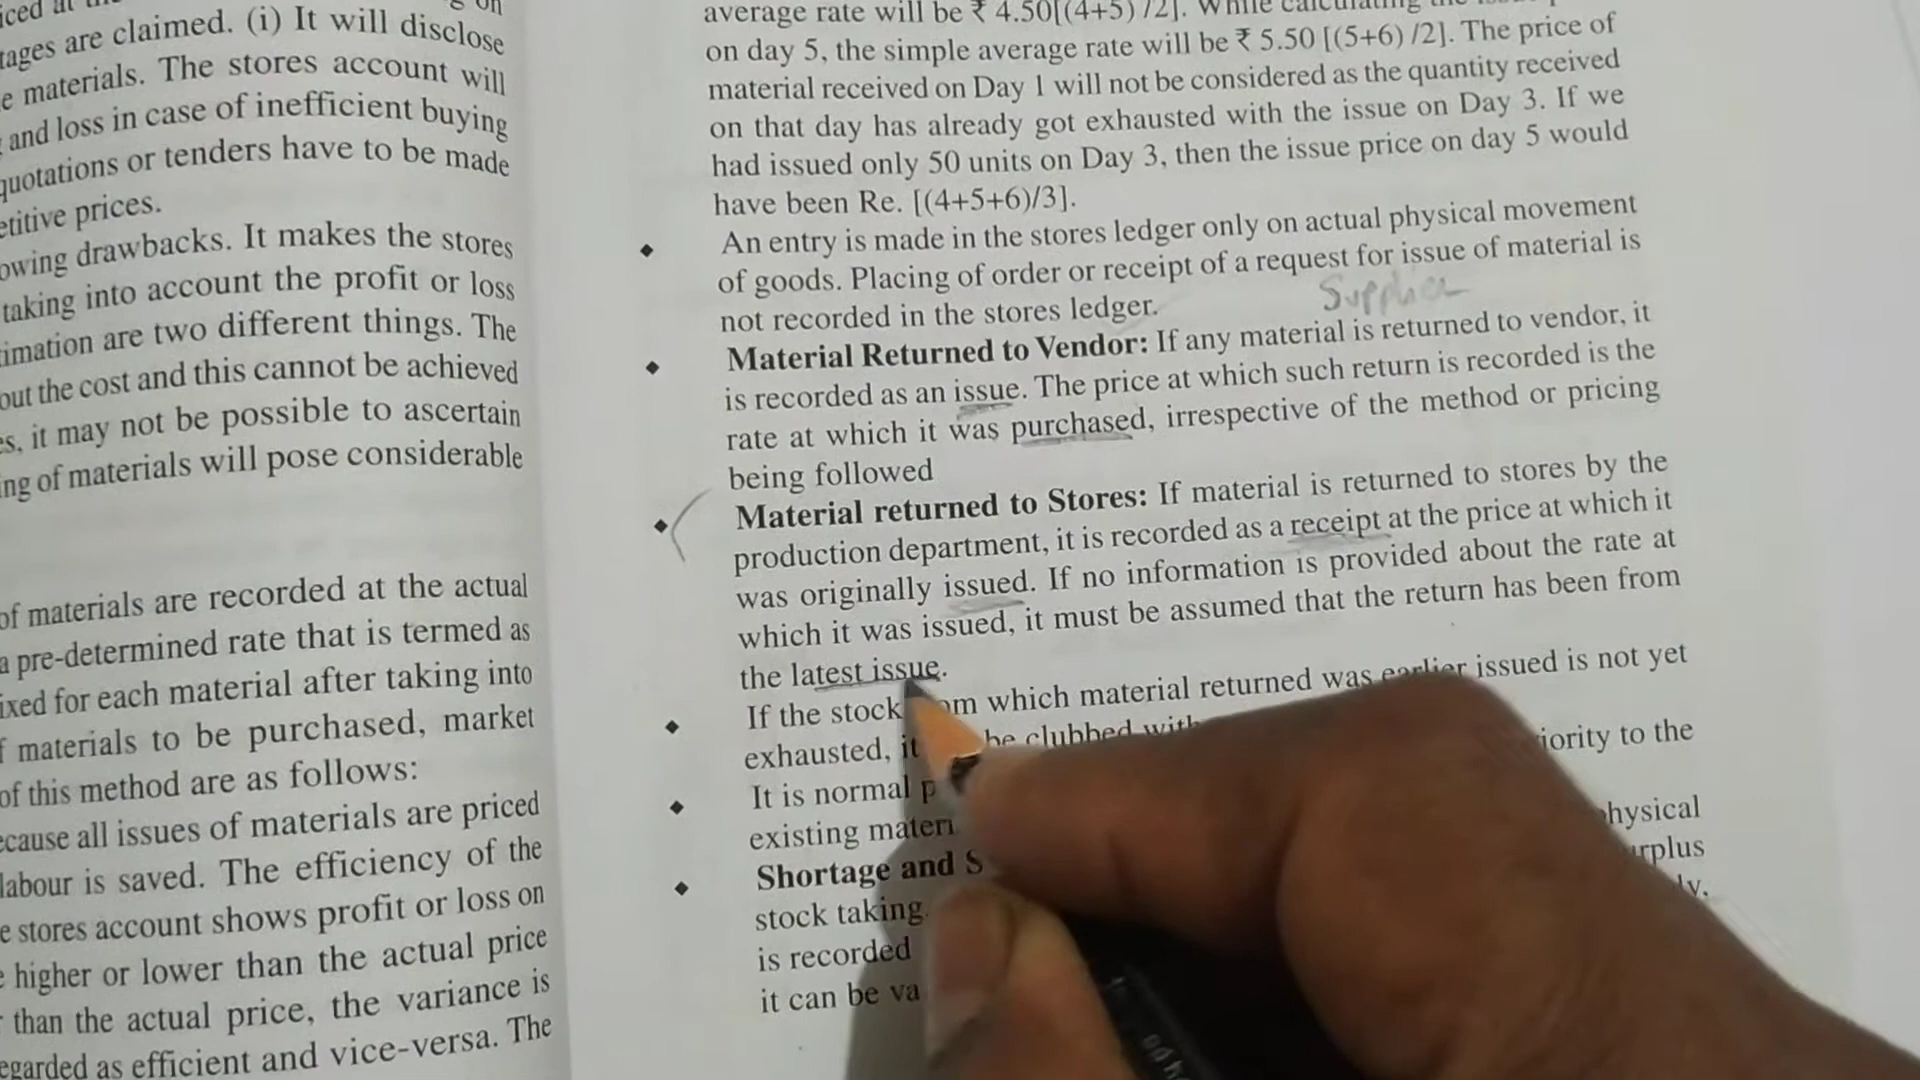 tages are claimed. (i) It will disclose
e materials. The stores account will
and loss in case of inefficient buying
quotations or tenders have to be made
etitive prices.
owing drawbacks. It makes the stores
taking into account the profit or loss
imation are two different things. The
out the cost and this cannot be achieved
es, it may not be possible to ascertain
ing of materials will pose considerable
of materials are recorded at the actual
a pre-determined rate that is termed as
ixed for each material after taking into
f materials to be purchased, market
of this method are as follows:
ecause all issues of materials are priced
labour is saved. The efficiency of the
e stores account shows profit or loss on
e higher or lower than the actual price
than the actual price, the variance is
egarded as efficient and vice-versa. The
average rate will be ₹ 4.50[(4+5) /2]. While calculating the
on day 5, the simple average rate will be ₹ 5.50 [(5+6) /2]. The price of
material received on Day 1 will not be considered as the quantity received
on that day has already got exhausted with the issue on Day 3. If we
had issued only 50 units on Day 3, then the issue price on day 5 would
have been Re. [(4+5+6)/3].
◆ An entry is made in the stores ledger only on actual physical movement
of goods. Placing of order or receipt of a request for issue of material is
not recorded in the stores ledger.
Supplier
◆ Material Returned to Vendor: If any material is returned to vendor, it
is recorded as an issue. The price at which such return is recorded is the
rate at which it was purchased, irrespective of the method or pricing
being followed
◆ Material returned to Stores: If material is returned to stores by the
production department, it is recorded as a receipt at the price at which it
was originally issued. If no information is provided about the rate at
which it was issued, it must be assumed that the return has been from
the latest issue.
◆ If the stock om which material returned was earlier issued is not yet
exhausted, it be clubbed with
◆ It is normal p iority to the
existing materi
◆ Shortage and S physical
stock taking. rplus
is recorded ly.
it can be va